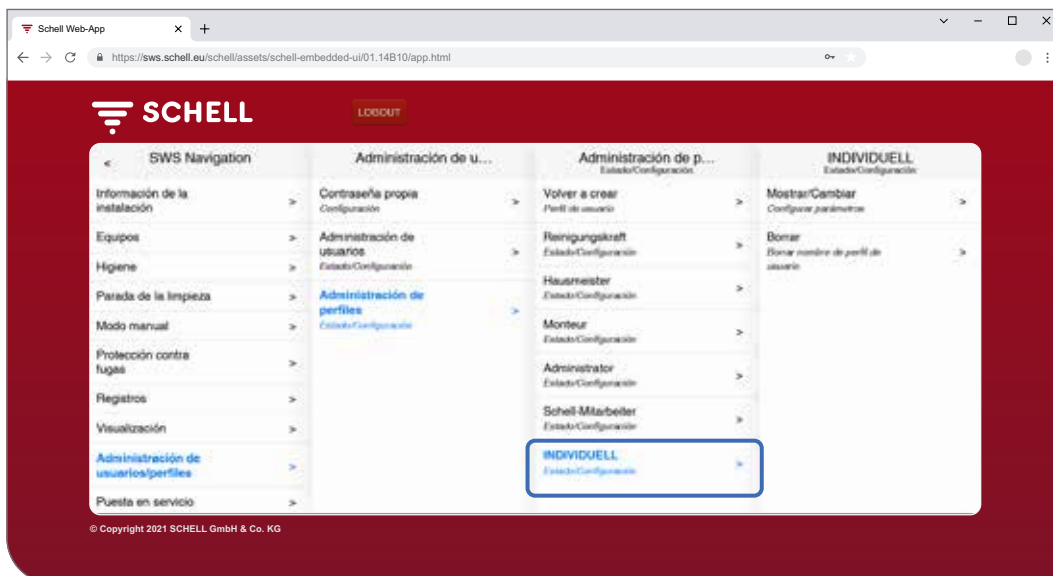 Schell Web-App
https://sws.schell.eu/schell/assets/schell-embedded-ui/01.14B10/app.html
SCHELL
LOGOUT
SWS Navigation
Información de la
instalación
Equipos
Higiene
Parada de la limpieza
Modo manual
Protección contra
fugas
Registros
Visualización
Administración de
usuarios/perfiles
Puesta en servicio
Administración de u...
Contraseña propia
Configuración
Administración de
usuarios
Estado/Configuración
Administración de
perfiles
Estado/Configuración
Administración de p...
Estado/Configuración
Volver a crear
Perfil de usuario
Reinigungskraft
Estado/Configuración
Hausmeister
Estado/Configuración
Monteur
Estado/Configuración
Administrator
Estado/Configuración
Schell-Mitarbeiter
Estado/Configuración
INDIVIDUELL
Estado/Configuración
INDIVIDUELL
Estado/Configuración
Mostrar/Cambiar
Configurar parámetros
Borrar
Borrar nombre de perfil de
usuario
© Copyright 2021 SCHELL GmbH & Co. KG